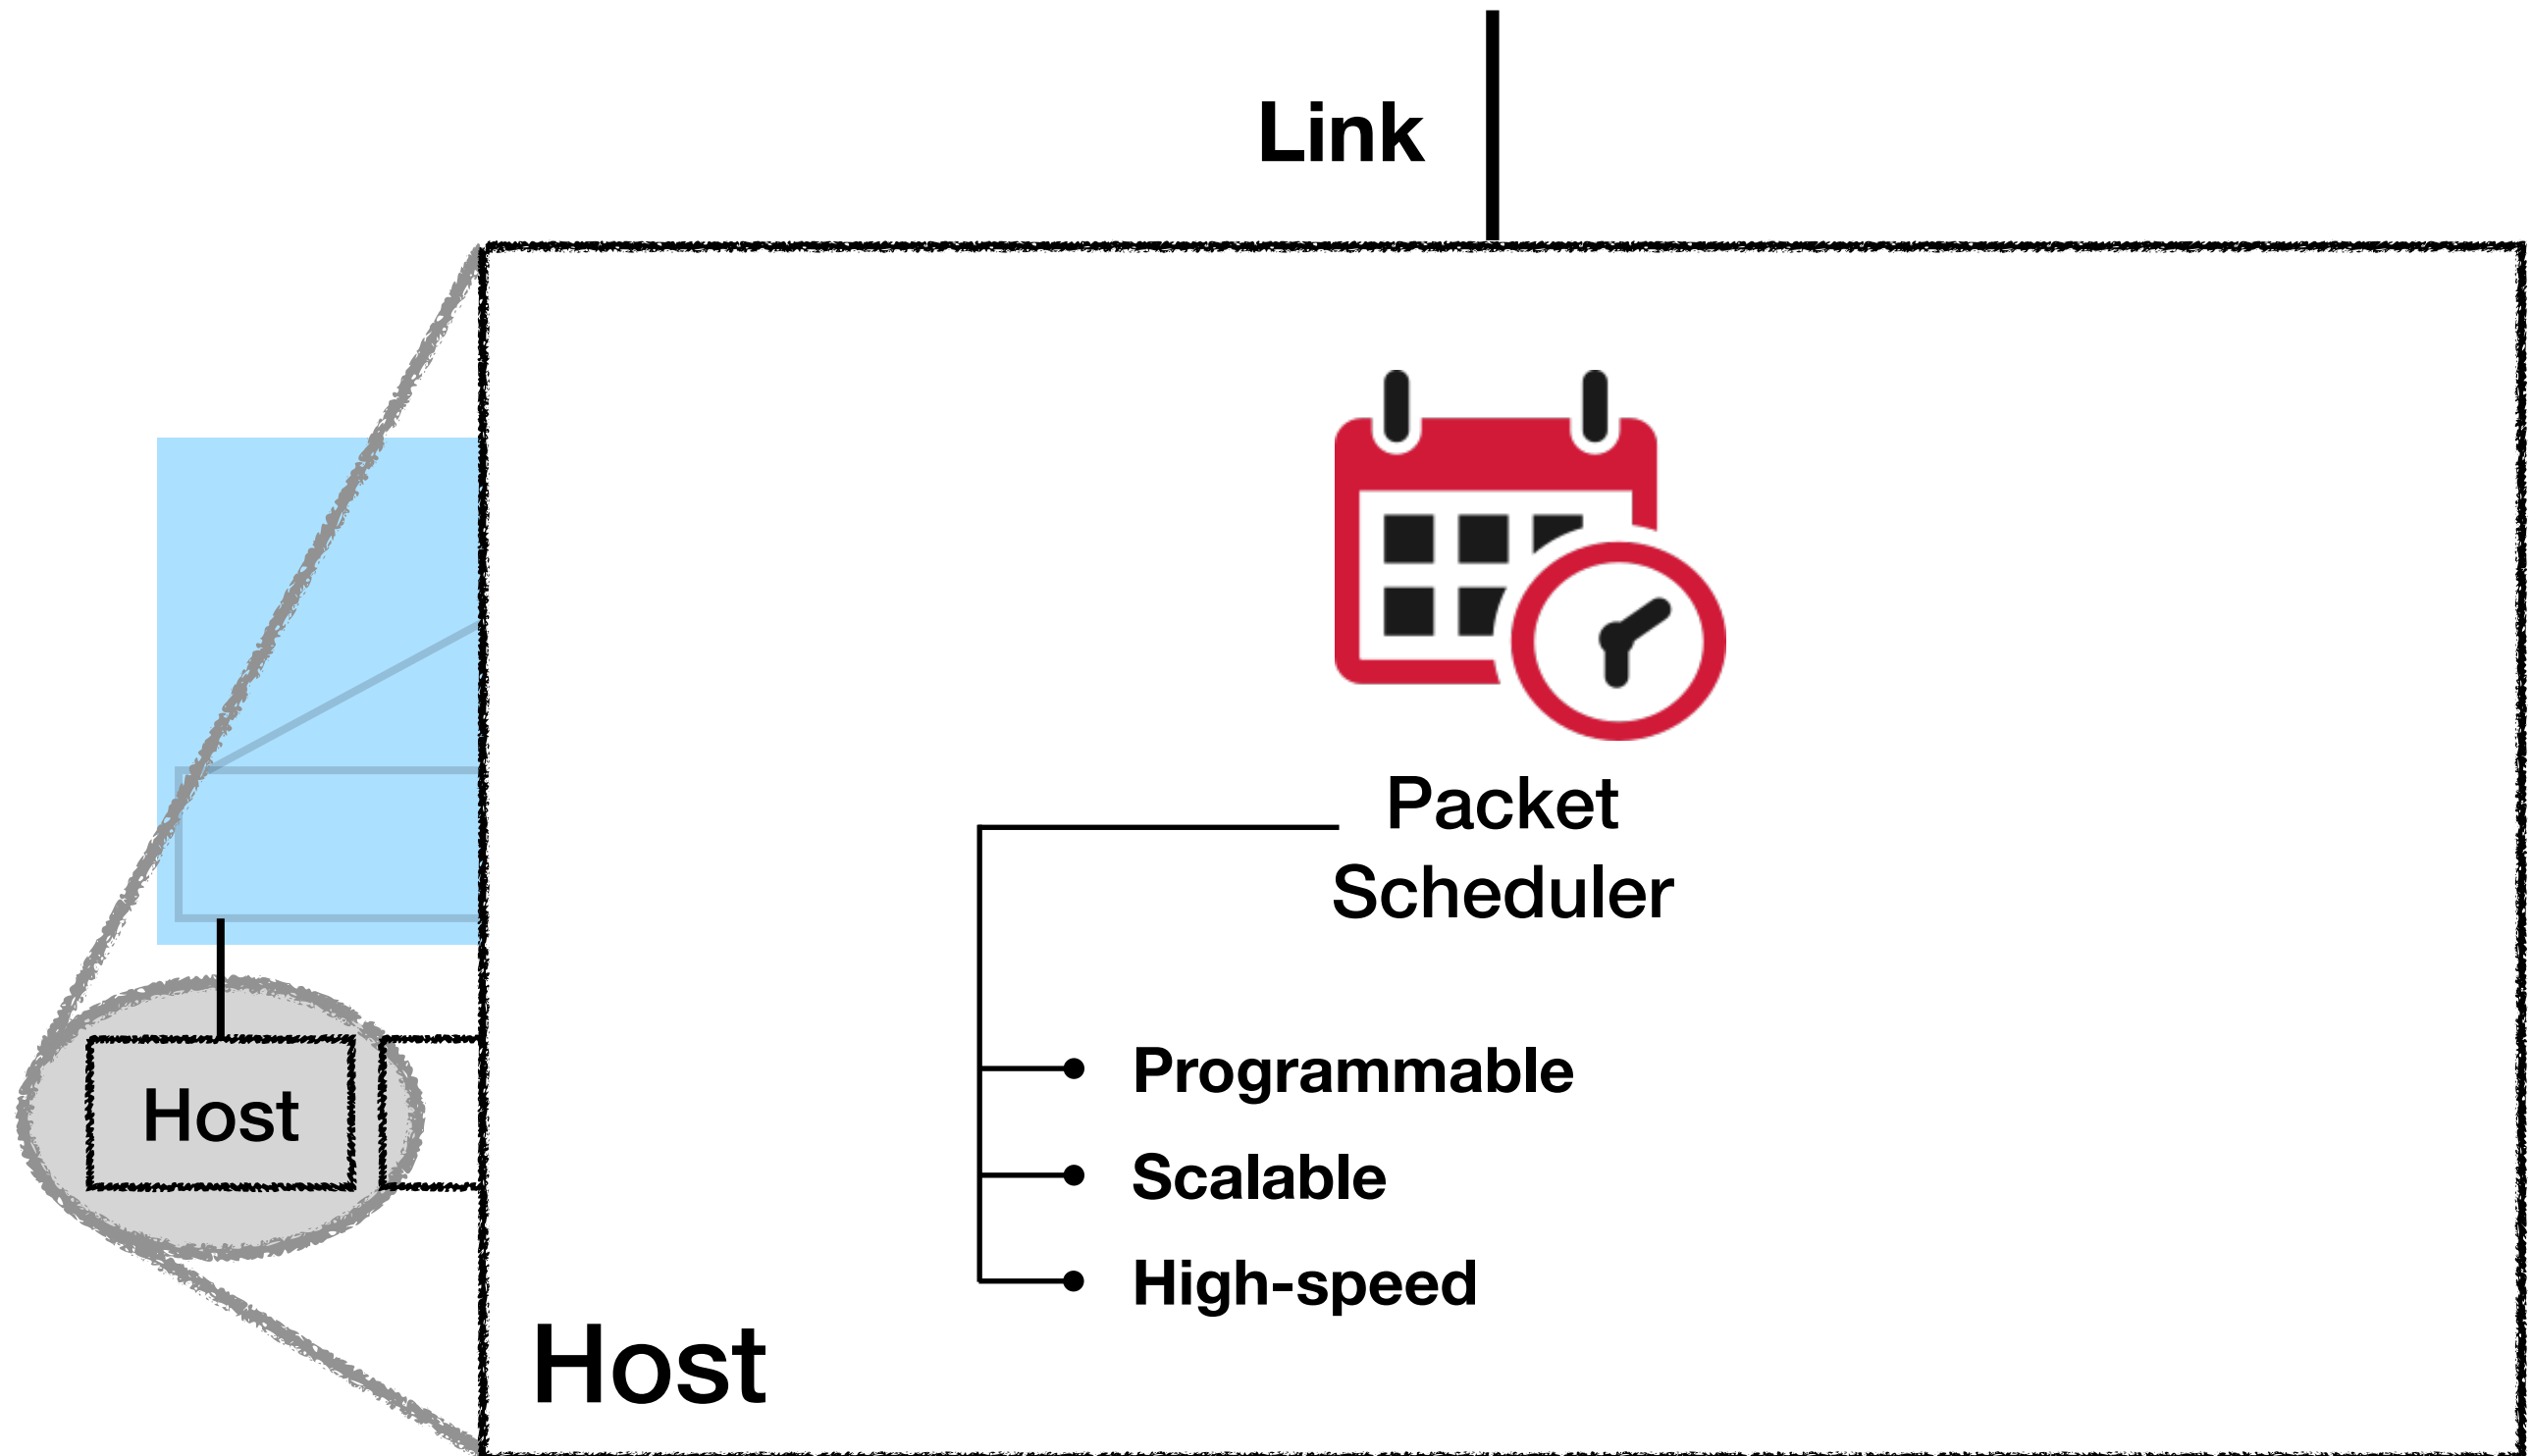 Link
Packet
Scheduler
Programmable
Scalable
High-speed
Host
Host